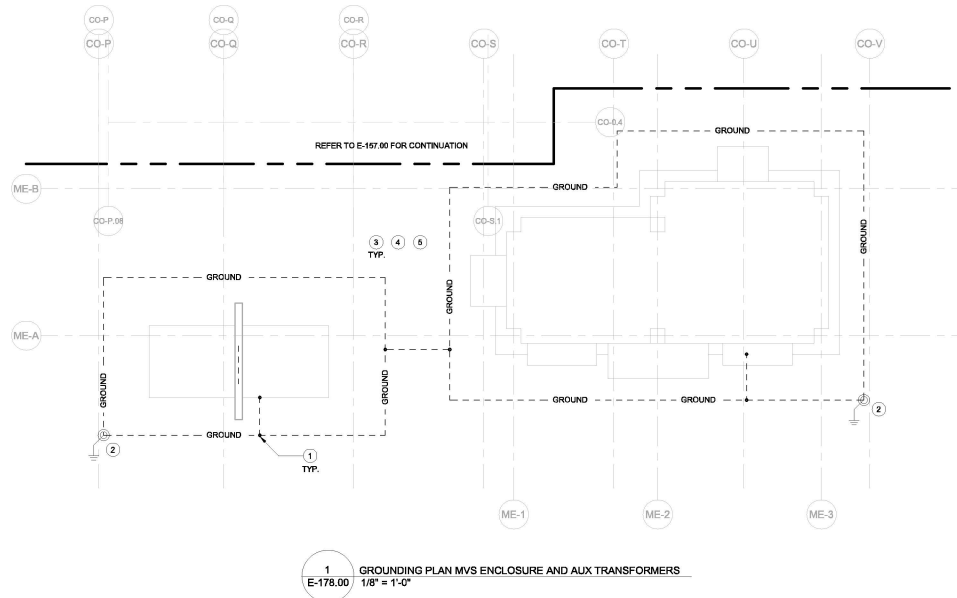 CO-P CO-Q CO-R
CO-P CO-Q CO-R CO-S CO-T CO-U CO-V
CO-0.4
GROUND
REFER TO E-157.00 FOR CONTINUATION
ME-B
GROUND
CO-P.08
CO-S.1
GROUND
3 4 5
TYP.
GROUND
GROUND
ME-A
GROUND
GROUND
GROUND GROUND
2
GROUND
2
1
TYP.
ME-1 ME-2 ME-3
1 GROUNDING PLAN MVS ENCLOSURE AND AUX TRANSFORMERS
E-178.00 1/8" = 1'-0"